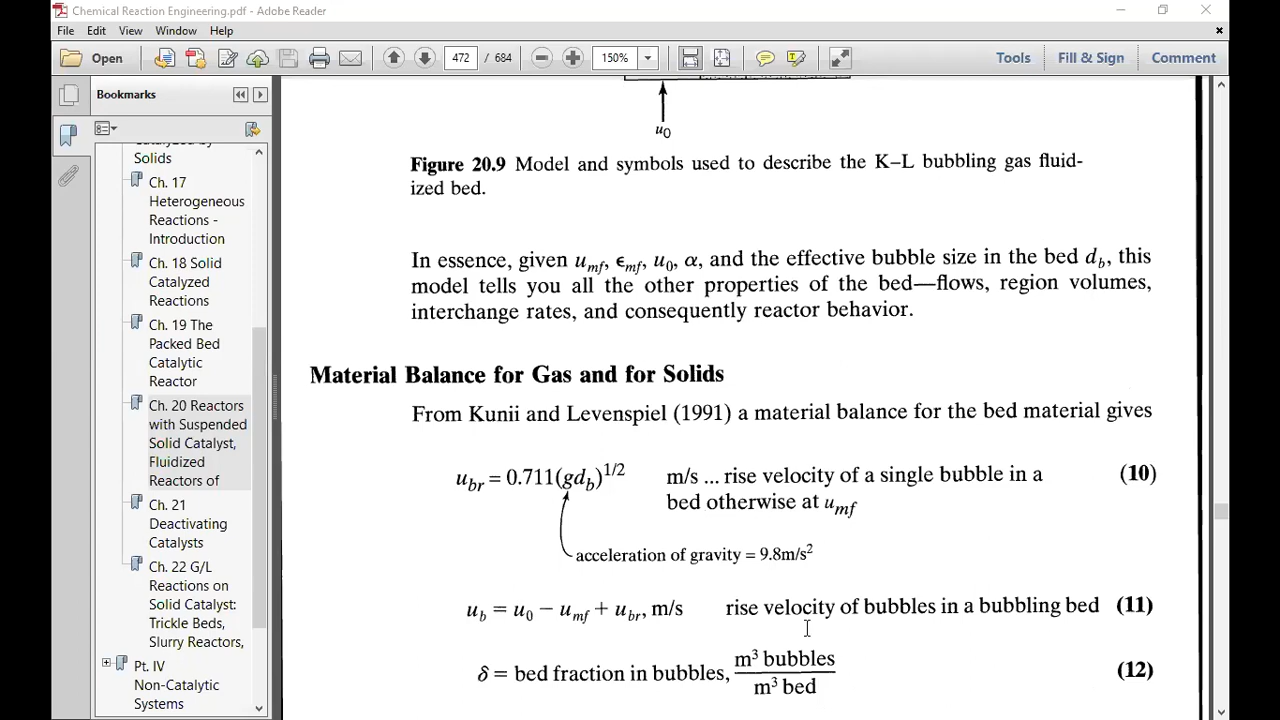 Chemical Reaction Engineering.pdf - Adobe Reader
File Edit View Window Help
Open 472 / 684 150% Tools Fill & Sign Comment
Bookmarks
Solids
Ch. 17
Heterogeneous
Reactions -
Introduction
Ch. 18 Solid
Catalyzed
Reactions
Ch. 19 The
Packed Bed
Catalytic
Reactor
Ch. 20 Reactors
with Suspended
Solid Catalyst,
Fluidized
Reactors of
Ch. 21
Deactivating
Catalysts
Ch. 22 G/L
Reactions on
Solid Catalyst:
Trickle Beds,
Slurry Reactors,
Pt. IV
Non-Catalytic
Systems
u₀
Figure 20.9 Model and symbols used to describe the K–L bubbling gas fluid-
ized bed.
In essence, given u_mf, ϵ_mf, u₀, α, and the effective bubble size in the bed d_b, this
model tells you all the other properties of the bed—flows, region volumes,
interchange rates, and consequently reactor behavior.
Material Balance for Gas and for Solids
From Kunii and Levenspiel (1991) a material balance for the bed material gives
u_br = 0.711(gd_b)^1/2 m/s ... rise velocity of a single bubble in a (10)
bed otherwise at u_mf
acceleration of gravity = 9.8m/s²
u_b = u₀ − u_mf + u_br, m/s rise velocity of bubbles in a bubbling bed (11)
δ = bed fraction in bubbles, m³ bubbles / m³ bed (12)